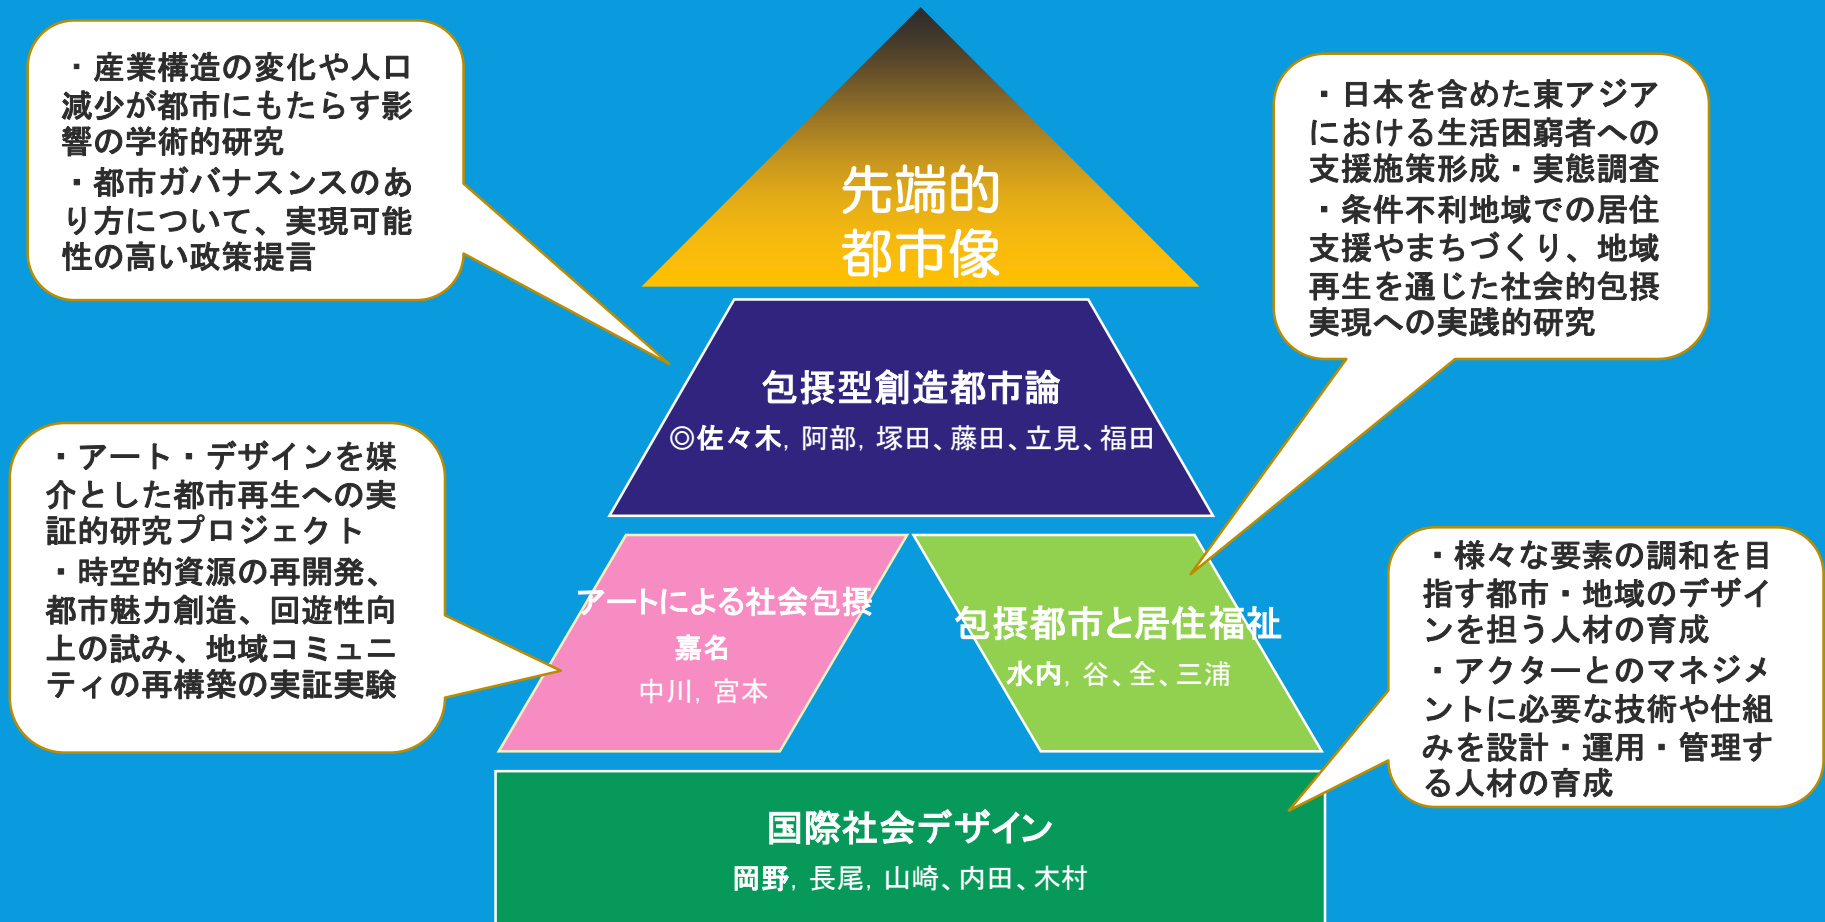 ・産業構造の変化や人口
減少が都市にもたらす影
響の学術的研究
・都市ガバナスンスのあ
り方について、実現可能
性の高い政策提言
先端的
都市像
・日本を含めた東アジア
における生活困窮者への
支援施策形成・実態調査
・条件不利地域での居住
支援やまちづくり、地域
再生を通じた社会的包摂
実現への実践的研究
包摂型創造都市論
◎佐々木, 阿部, 塚田、藤田、立見、福田
・アート・デザインを媒
介とした都市再生への実
証的研究プロジェクト
・時空的資源の再開発、
都市魅力創造、回遊性向
上の試み、地域コミュニ
ティの再構築の実証実験
アートによる社会包摂
嘉名
中川, 宮本
包摂都市と居住福祉
水内, 谷、全、三浦
・様々な要素の調和を目
指す都市・地域のデザイ
ンを担う人材の育成
・アクターとのマネジメ
ントに必要な技術や仕組
みを設計・運用・管理す
る人材の育成
国際社会デザイン
岡野, 長尾, 山崎、内田、木村